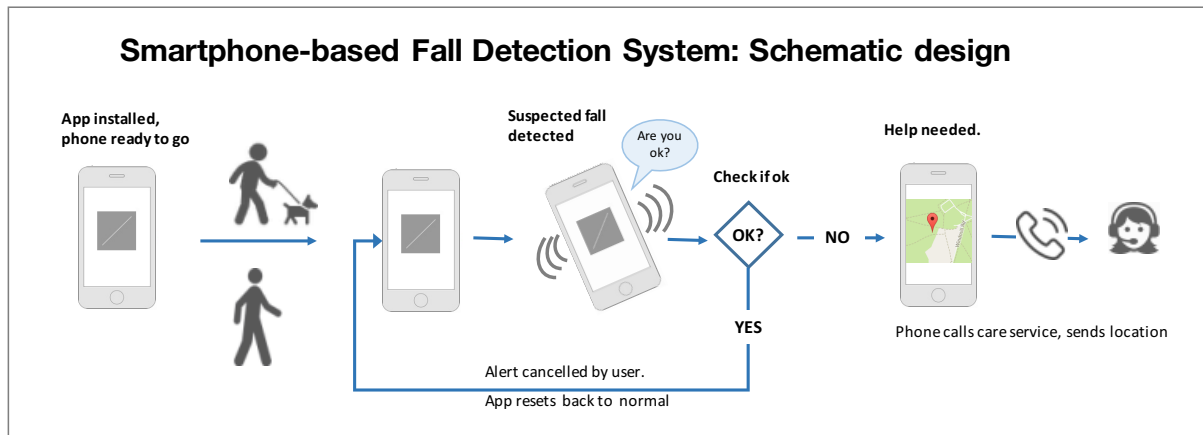 Smartphone-based Fall Detection System: Schematic design
App installed,
phone ready to go
Suspected fall
detected
Are you
ok?
Check if ok
OK?
NO
YES
Help needed.
Phone calls care service, sends location
Alert cancelled by user.
App resets back to normal